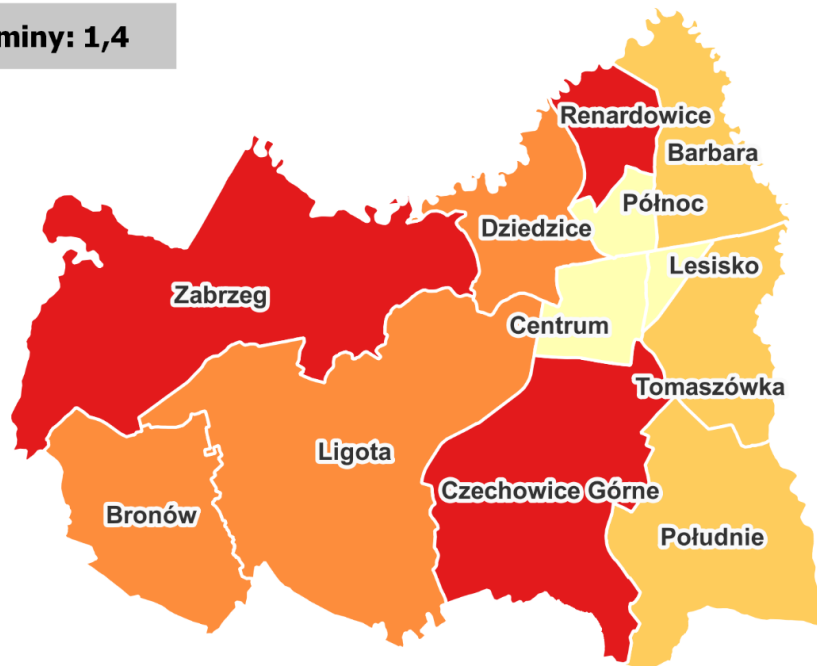 miny: 1,4
Renardowice
Barbara
Północ
Dziedzice
Lesisko
Zabrzeg
Centrum
Tomaszówka
Ligota
Czechowice Górne
Bronów
Południe